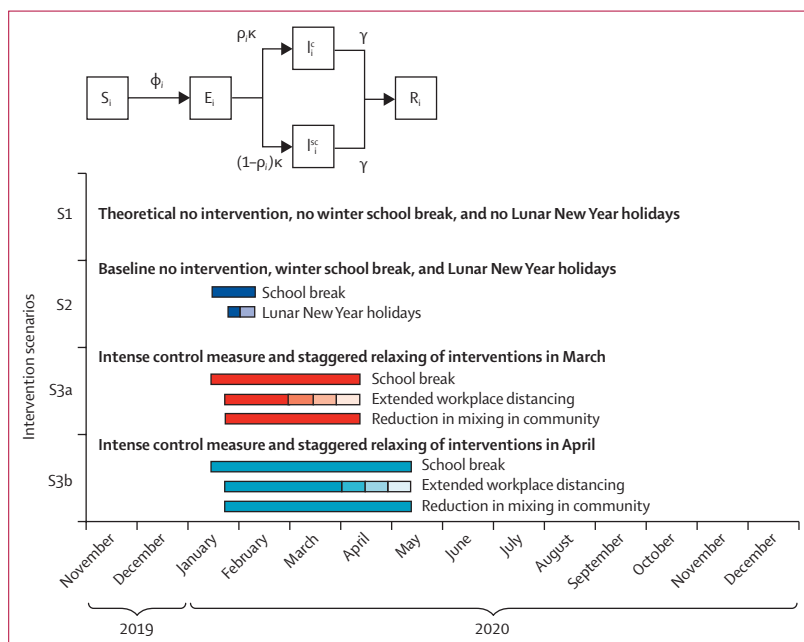 ρᵢκ
Iᵢᶜ
γ
Sᵢ
ϕᵢ
Eᵢ
Rᵢ
(1–ρᵢ)κ
Iᵢˢᶜ
γ
Intervention scenarios
S1
Theoretical no intervention, no winter school break, and no Lunar New Year holidays
S2
Baseline no intervention, winter school break, and Lunar New Year holidays
School break
Lunar New Year holidays
S3a
Intense control measure and staggered relaxing of interventions in March
School break
Extended workplace distancing
Reduction in mixing in community
S3b
Intense control measure and staggered relaxing of interventions in April
School break
Extended workplace distancing
Reduction in mixing in community
November
December
January
February
March
April
May
June
July
August
September
October
November
December
2019
2020